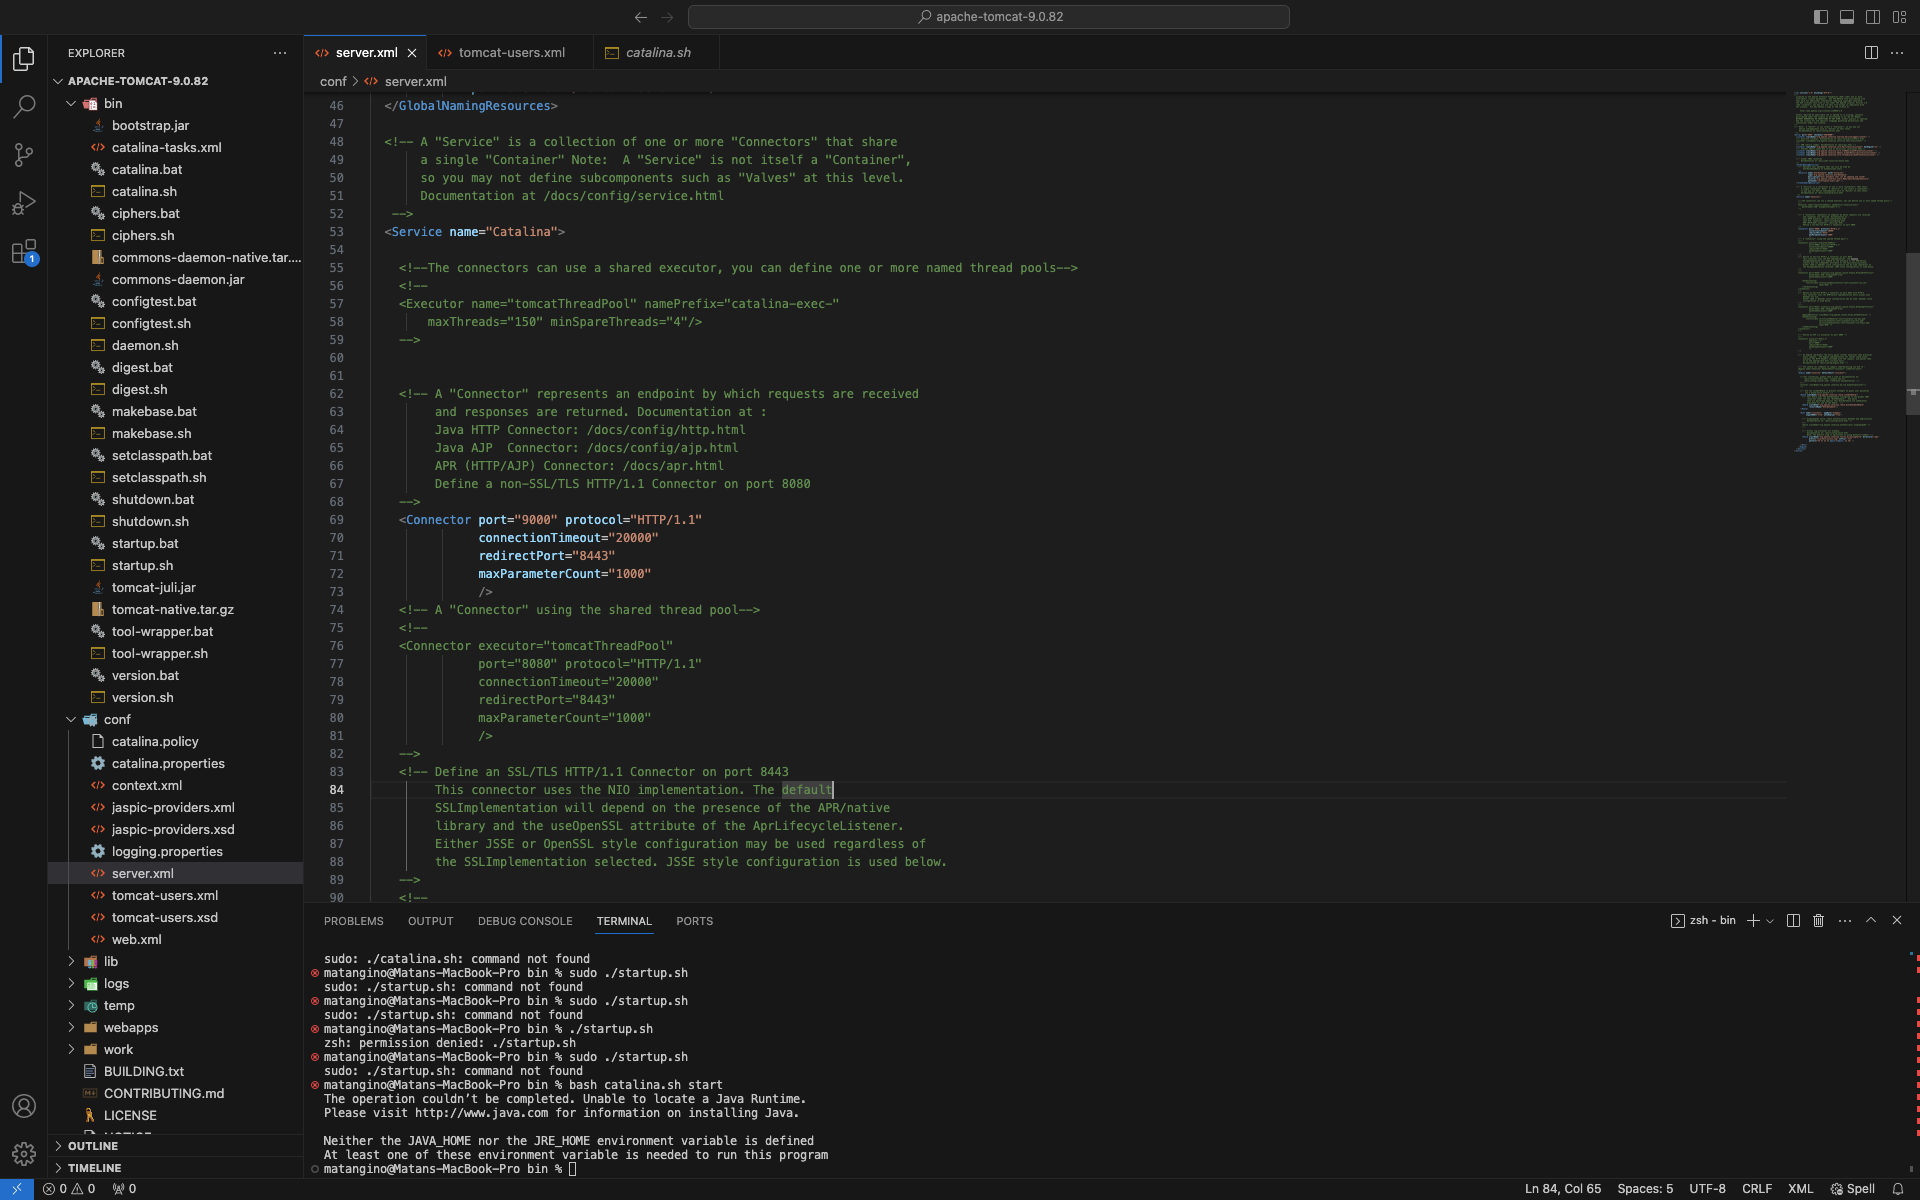 apache-tomcat-9.0.82
EXPLORER
APACHE-TOMCAT-9.0.82
bin
bootstrap.jar
catalina-tasks.xml
catalina.bat
catalina.sh
ciphers.bat
ciphers.sh
commons-daemon-native.tar....
commons-daemon.jar
configtest.bat
configtest.sh
daemon.sh
digest.bat
digest.sh
makebase.bat
makebase.sh
setclasspath.bat
setclasspath.sh
shutdown.bat
shutdown.sh
startup.bat
startup.sh
tomcat-juli.jar
tomcat-native.tar.gz
tool-wrapper.bat
tool-wrapper.sh
version.bat
version.sh
conf
catalina.policy
catalina.properties
context.xml
jaspic-providers.xml
jaspic-providers.xsd
logging.properties
server.xml
tomcat-users.xml
tomcat-users.xsd
web.xml
lib
logs
temp
webapps
work
BUILDING.txt
CONTRIBUTING.md
LICENSE
OUTLINE
TIMELINE
1
server.xml
tomcat-users.xml
catalina.sh
conf > server.xml
46 </GlobalNamingResources>
47
48 <!-- A "Service" is a collection of one or more "Connectors" that share
49 a single "Container" Note:  A "Service" is not itself a "Container",
50 so you may not define subcomponents such as "Valves" at this level.
51 Documentation at /docs/config/service.html
52 -->
53 <Service name="Catalina">
54
55 <!--The connectors can use a shared executor, you can define one or more named thread pools-->
56 <!--
57 <Executor name="tomcatThreadPool" namePrefix="catalina-exec-"
58 maxThreads="150" minSpareThreads="4"/>
59 -->
60
61
62 <!-- A "Connector" represents an endpoint by which requests are received
63 and responses are returned. Documentation at :
64 Java HTTP Connector: /docs/config/http.html
65 Java AJP  Connector: /docs/config/ajp.html
66 APR (HTTP/AJP) Connector: /docs/apr.html
67 Define a non-SSL/TLS HTTP/1.1 Connector on port 8080
68 -->
69 <Connector port="9000" protocol="HTTP/1.1"
70 connectionTimeout="20000"
71 redirectPort="8443"
72 maxParameterCount="1000"
73 />
74 <!-- A "Connector" using the shared thread pool-->
75 <!--
76 <Connector executor="tomcatThreadPool"
77 port="8080" protocol="HTTP/1.1"
78 connectionTimeout="20000"
79 redirectPort="8443"
80 maxParameterCount="1000"
81 />
82 -->
83 <!-- Define an SSL/TLS HTTP/1.1 Connector on port 8443
84 This connector uses the NIO implementation. The default
85 SSLImplementation will depend on the presence of the APR/native
86 library and the useOpenSSL attribute of the AprLifecycleListener.
87 Either JSSE or OpenSSL style configuration may be used regardless of
88 the SSLImplementation selected. JSSE style configuration is used below.
89 -->
90 <!--
PROBLEMS OUTPUT DEBUG CONSOLE TERMINAL PORTS
zsh - bin
sudo: ./catalina.sh: command not found
matangino@Matans-MacBook-Pro bin % sudo ./startup.sh
sudo: ./startup.sh: command not found
matangino@Matans-MacBook-Pro bin % sudo ./startup.sh
sudo: ./startup.sh: command not found
matangino@Matans-MacBook-Pro bin % ./startup.sh
zsh: permission denied: ./startup.sh
matangino@Matans-MacBook-Pro bin % sudo ./startup.sh
sudo: ./startup.sh: command not found
matangino@Matans-MacBook-Pro bin % bash catalina.sh start
The operation couldn’t be completed. Unable to locate a Java Runtime.
Please visit http://www.java.com for information on installing Java.
Neither the JAVA_HOME nor the JRE_HOME environment variable is defined
At least one of these environment variable is needed to run this program
matangino@Matans-MacBook-Pro bin %
0 0 0
Ln 84, Col 65 Spaces: 5 UTF-8 CRLF XML Spell